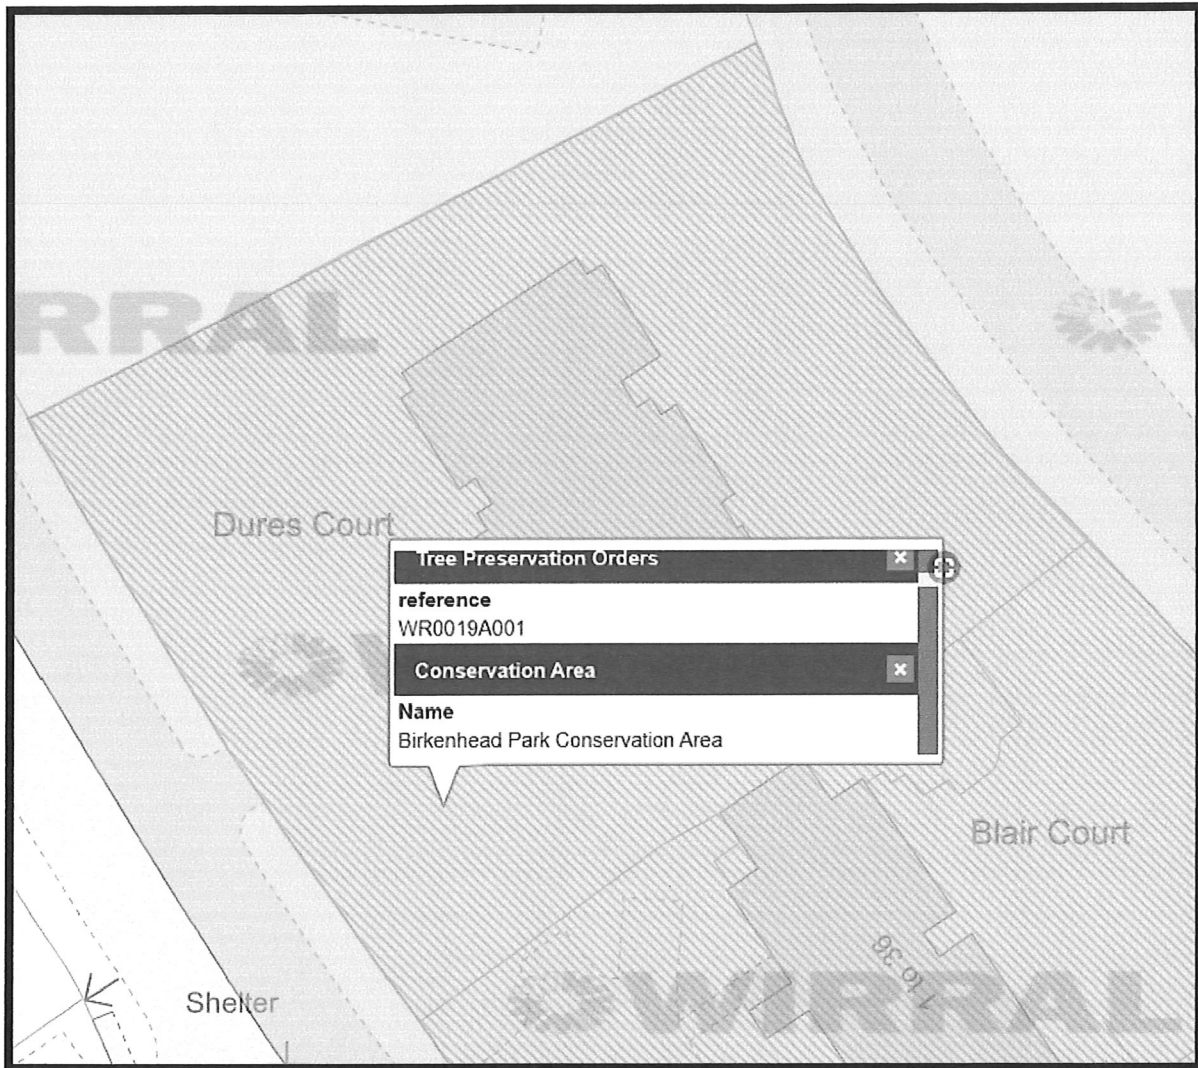 RRAL
Dures Court
Tree Preservation Orders
reference
WR0019A001
Conservation Area
Name
Birkenhead Park Conservation Area
Blair Court
1 to 36
Shelter
WIRRAL